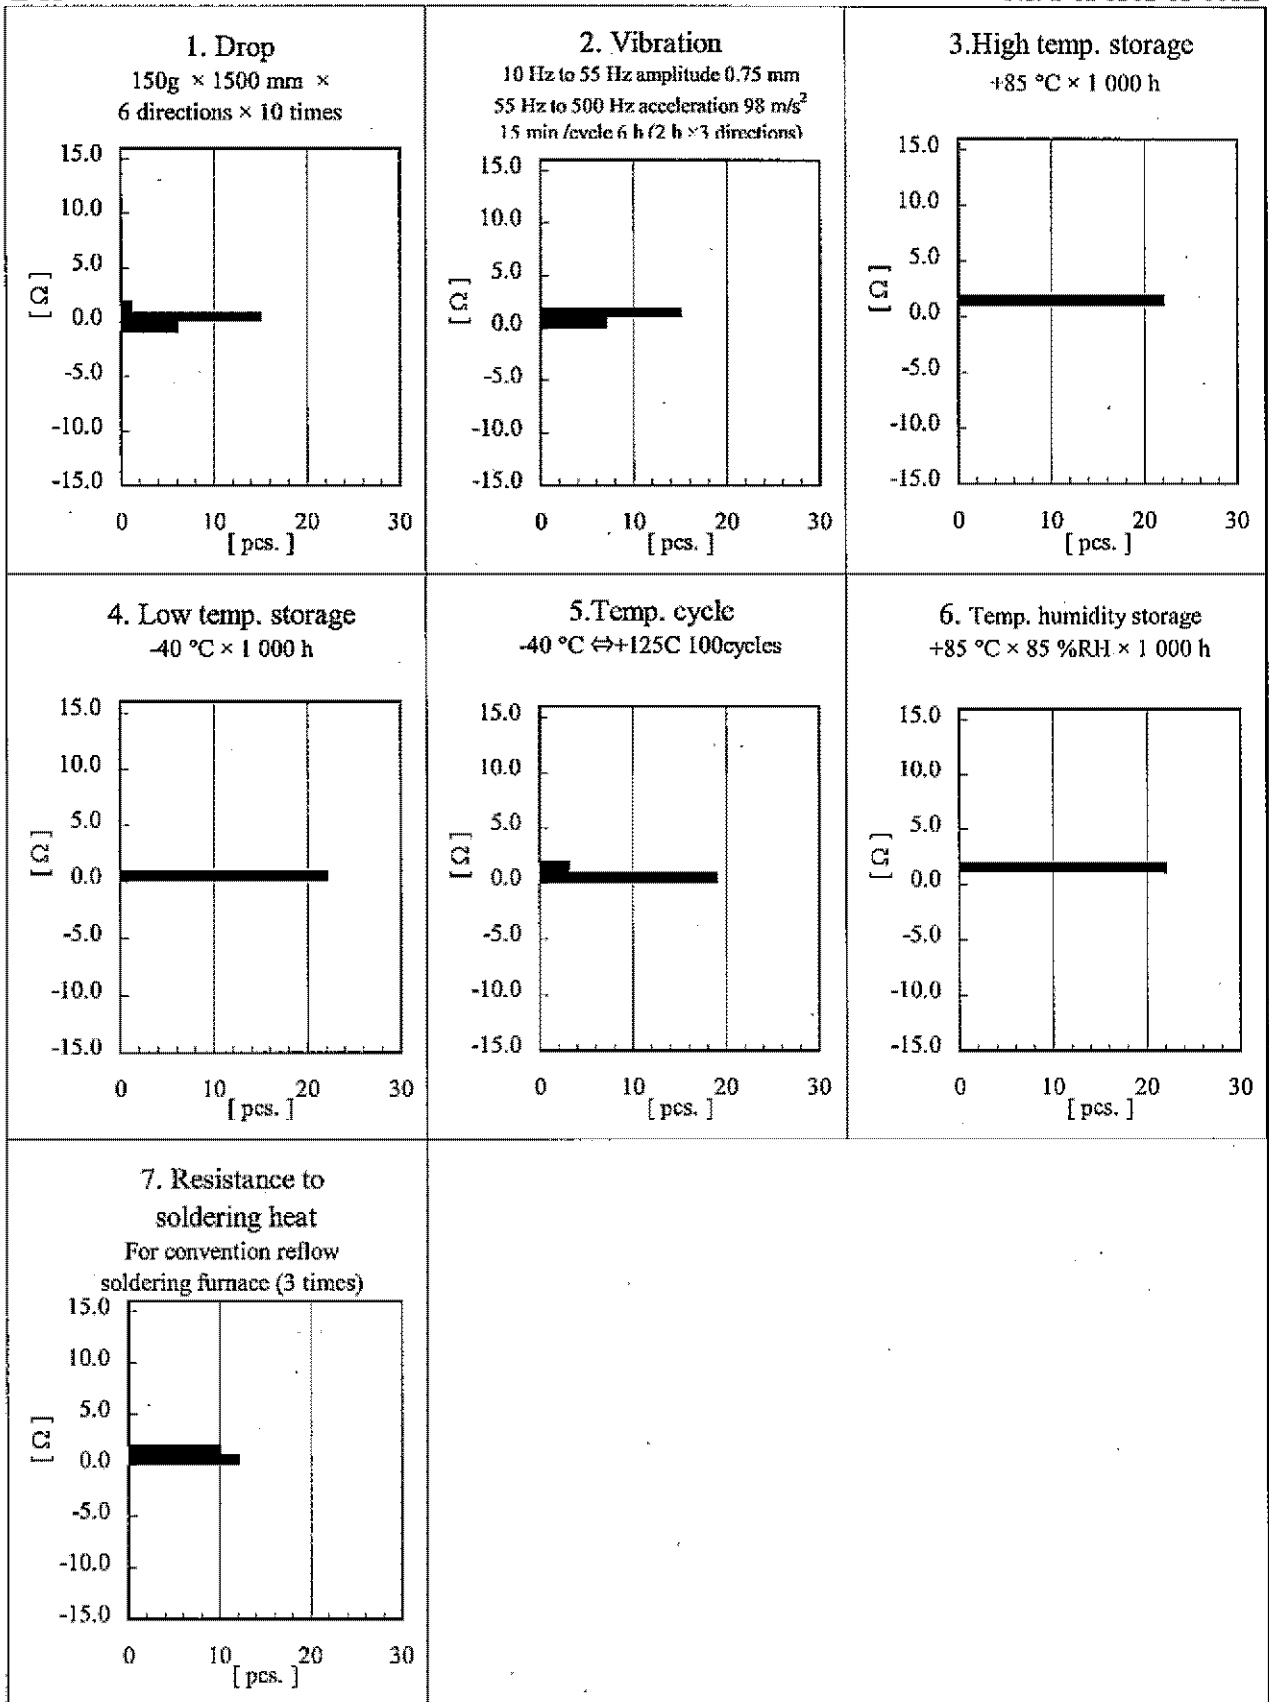 1. Drop
150g × 1500 mm ×
6 directions × 10 times
15.0
10.0
5.0
0.0
-5.0
-10.0
-15.0
[ Ω ]
0 10 20 30
[ pcs. ]
2. Vibration
10 Hz to 55 Hz amplitude 0.75 mm
55 Hz to 500 Hz acceleration 98 m/s²
15 min /cycle 6 h (2 h ×3 directions)
15.0
10.0
5.0
0.0
-5.0
-10.0
-15.0
[ Ω ]
0 10 20 30
[ pcs. ]
3.High temp. storage
+85 °C × 1 000 h
15.0
10.0
5.0
0.0
-5.0
-10.0
-15.0
[ Ω ]
0 10 20 30
[ pcs. ]
4. Low temp. storage
-40 °C × 1 000 h
15.0
10.0
5.0
0.0
-5.0
-10.0
-15.0
[ Ω ]
0 10 20 30
[ pcs. ]
5.Temp. cycle
-40 °C ⇔+125C 100cycles
15.0
10.0
5.0
0.0
-5.0
-10.0
-15.0
[ Ω ]
0 10 20 30
[ pcs. ]
6. Temp. humidity storage
+85 °C × 85 %RH × 1 000 h
15.0
10.0
5.0
0.0
-5.0
-10.0
-15.0
[ Ω ]
0 10 20 30
[ pcs. ]
7. Resistance to
soldering heat
For convention reflow
soldering furnace (3 times)
15.0
10.0
5.0
0.0
-5.0
-10.0
-15.0
[ Ω ]
0 10 20 30
[ pcs. ]